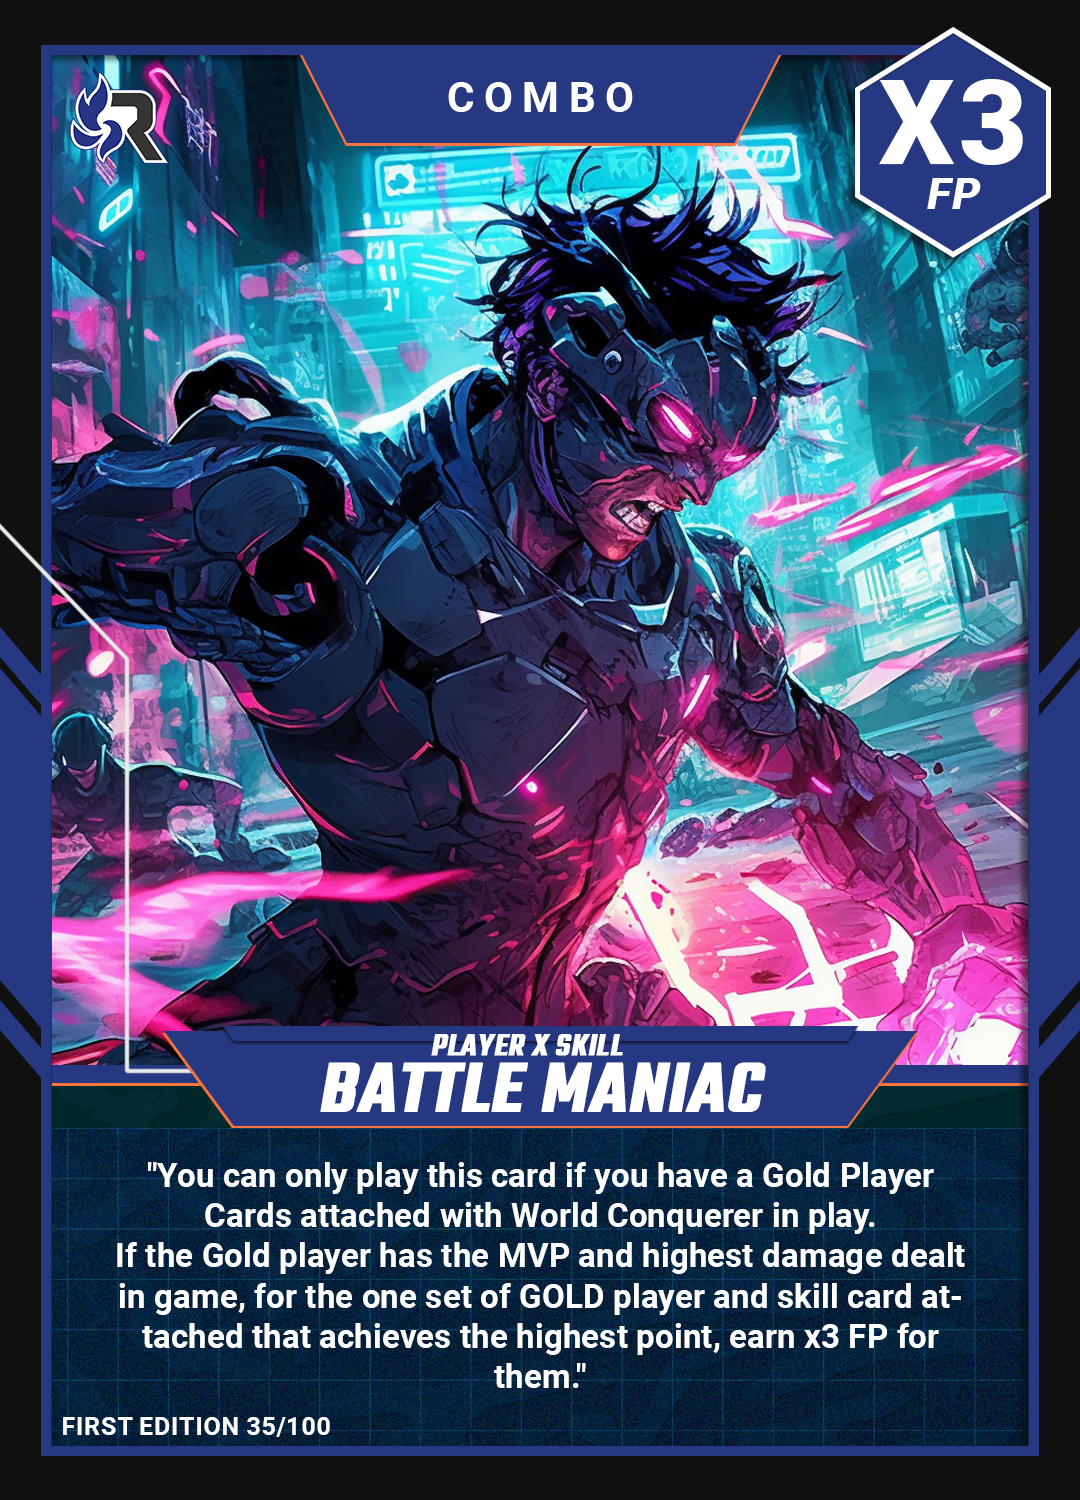 COMBO
X3
FP
R
PLAYER X SKILL
BATTLE MANIAC
"You can only play this card if you have a Gold Player
Cards attached with World Conquerer in play.
If the Gold player has the MVP and highest damage dealt
in game, for the one set of GOLD player and skill card at-
tached that achieves the highest point, earn x3 FP for
them."
FIRST EDITION 35/100